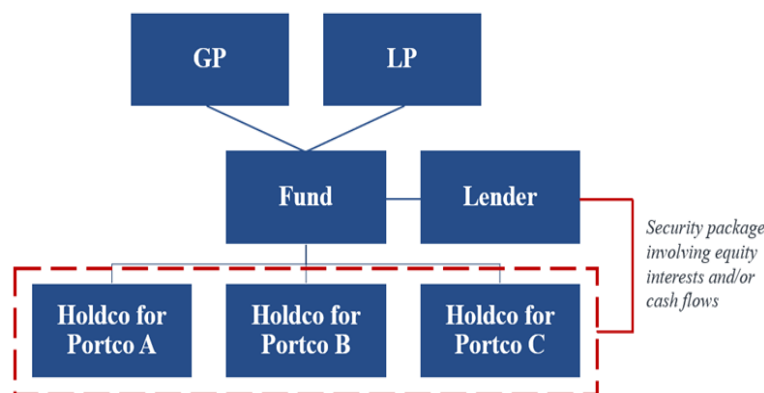 GP
LP
Fund
Lender
Security package
involving equity
interests and/or
cash flows
Holdco for
Portco A
Holdco for
Portco B
Holdco for
Portco C